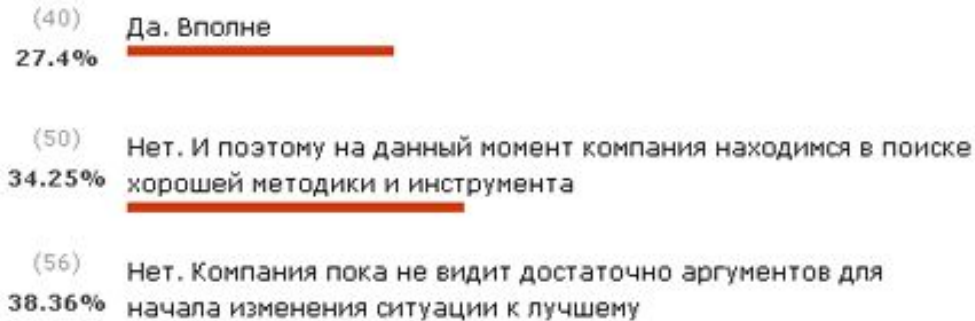 (40)
Да. Вполне
27.4%
(50)
Нет. И поэтому на данный момент компания находимся в поиске
34.25% хорошей методики и инструмента
(56)
Нет. Компания пока не видит достаточно аргументов для
38.36% начала изменения ситуации к лучшему